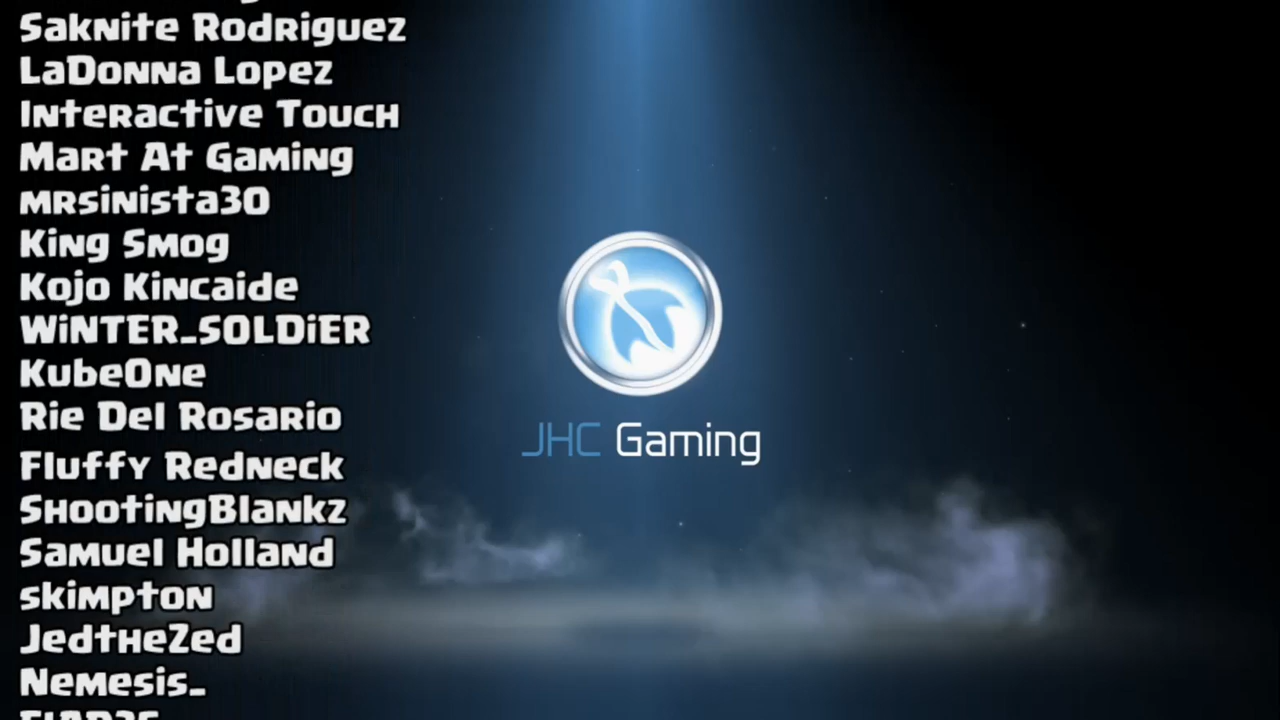 Saknite Rodriguez
LaDonna Lopez
Interactive Touch
Mart At Gaming
mrsinista30
King Smog
Kojo Kincaide
WiNTER_SOLDiER
KubeOne
Rie Del Rosario
Fluffy Redneck
ShootingBlankz
Samuel Holland
skimpton
JedtheZed
Nemesis_
JHC Gaming